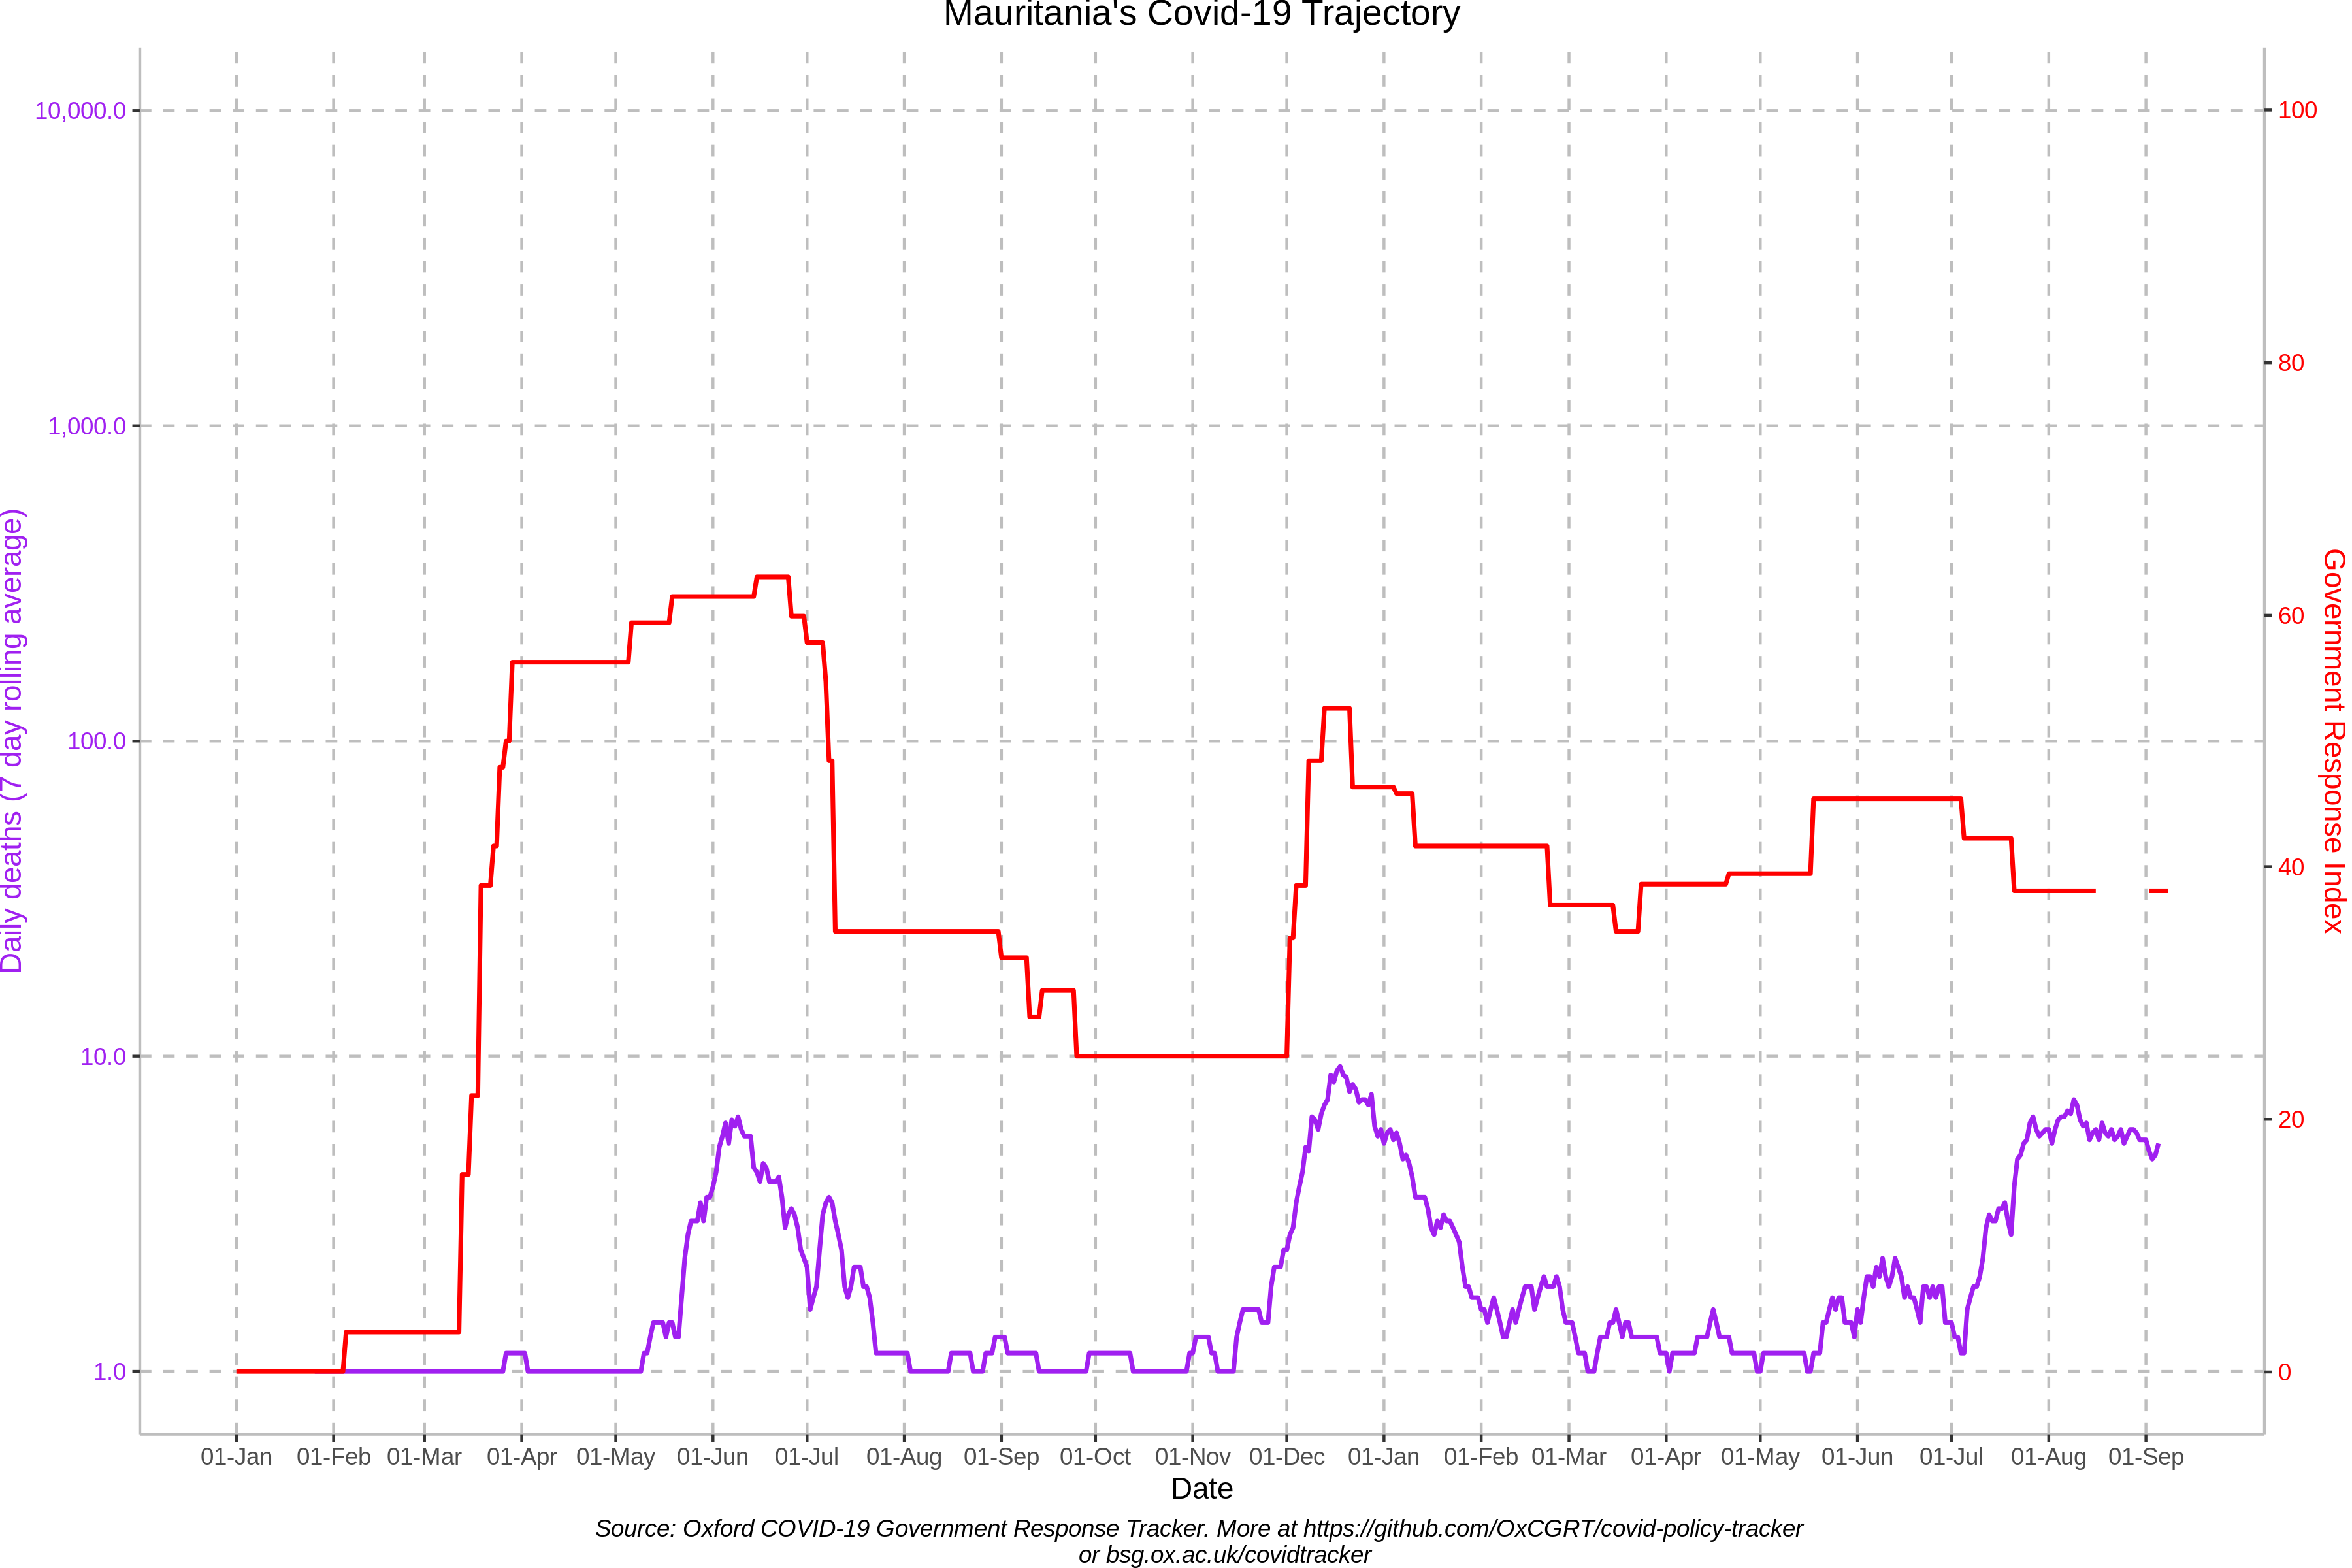 Mauritania's Covid-19 Trajectory
10,000.0
1,000.0
100.0
10.0
1.0
Daily deaths (7 day rolling average)
100
80
60
40
20
0
Government Response Index
01-Jan 01-Feb 01-Mar 01-Apr 01-May 01-Jun 01-Jul 01-Aug 01-Sep 01-Oct 01-Nov 01-Dec 01-Jan 01-Feb 01-Mar 01-Apr 01-May 01-Jun 01-Jul 01-Aug 01-Sep
Date
Source: Oxford COVID-19 Government Response Tracker. More at https://github.com/OxCGRT/covid-policy-tracker
or bsg.ox.ac.uk/covidtracker